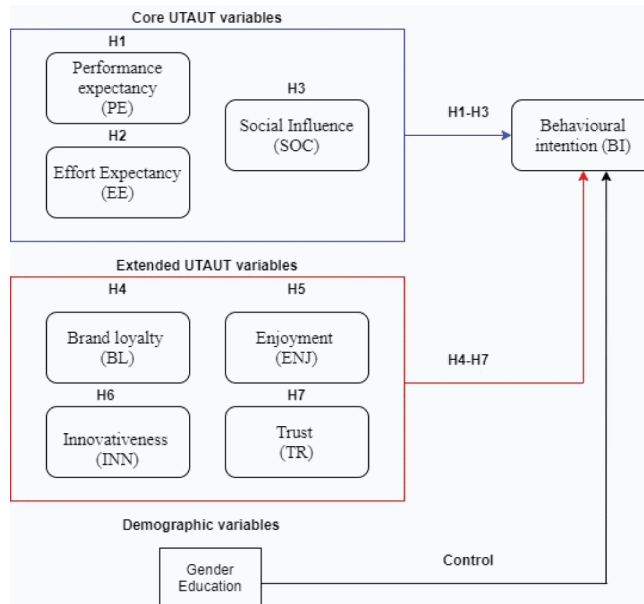 Core UTAUT variables
H1
Performance
expectancy
(PE)
H2
Effort Expectancy
(EE)
H3
Social Influence
(SOC)
H1-H3
Behavioural
intention (BI)
Extended UTAUT variables
H4
Brand loyalty
(BL)
H5
Enjoyment
(ENJ)
H6
Innovativeness
(INN)
H7
Trust
(TR)
H4-H7
Demographic variables
Gender
Education
Control